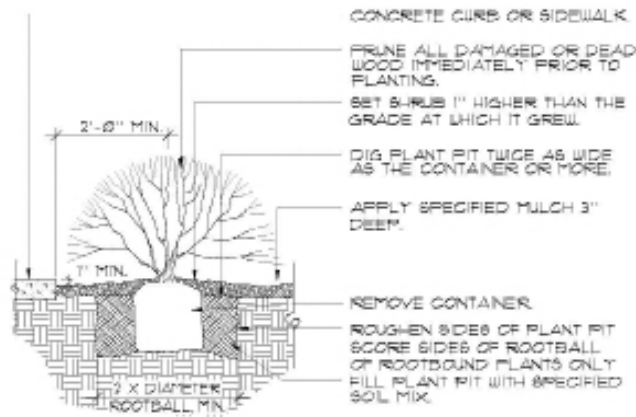 CONCRETE CURB OR SIDEWALK.
PRUNE ALL DAMAGED OR DEAD
WOOD IMMEDIATELY PRIOR TO
PLANTING.
SET SHRUB 1" HIGHER THAN THE
GRADE AT WHICH IT GREW.
2'-0" MIN.
DIG PLANT PIT TWICE AS WIDE
AS THE CONTAINER OR MORE.
APPLY SPECIFIED MULCH 3"
DEEP.
1" MIN.
REMOVE CONTAINER
ROUGHEN SIDES OF PLANT PIT
SCORE SIDES OF ROOTBALL
OF ROOTBOUND PLANTS ONLY
FILL PLANT PIT WITH SPECIFIED
SOIL MIX.
2 X DIAMETER
ROOTBALL, MIN.